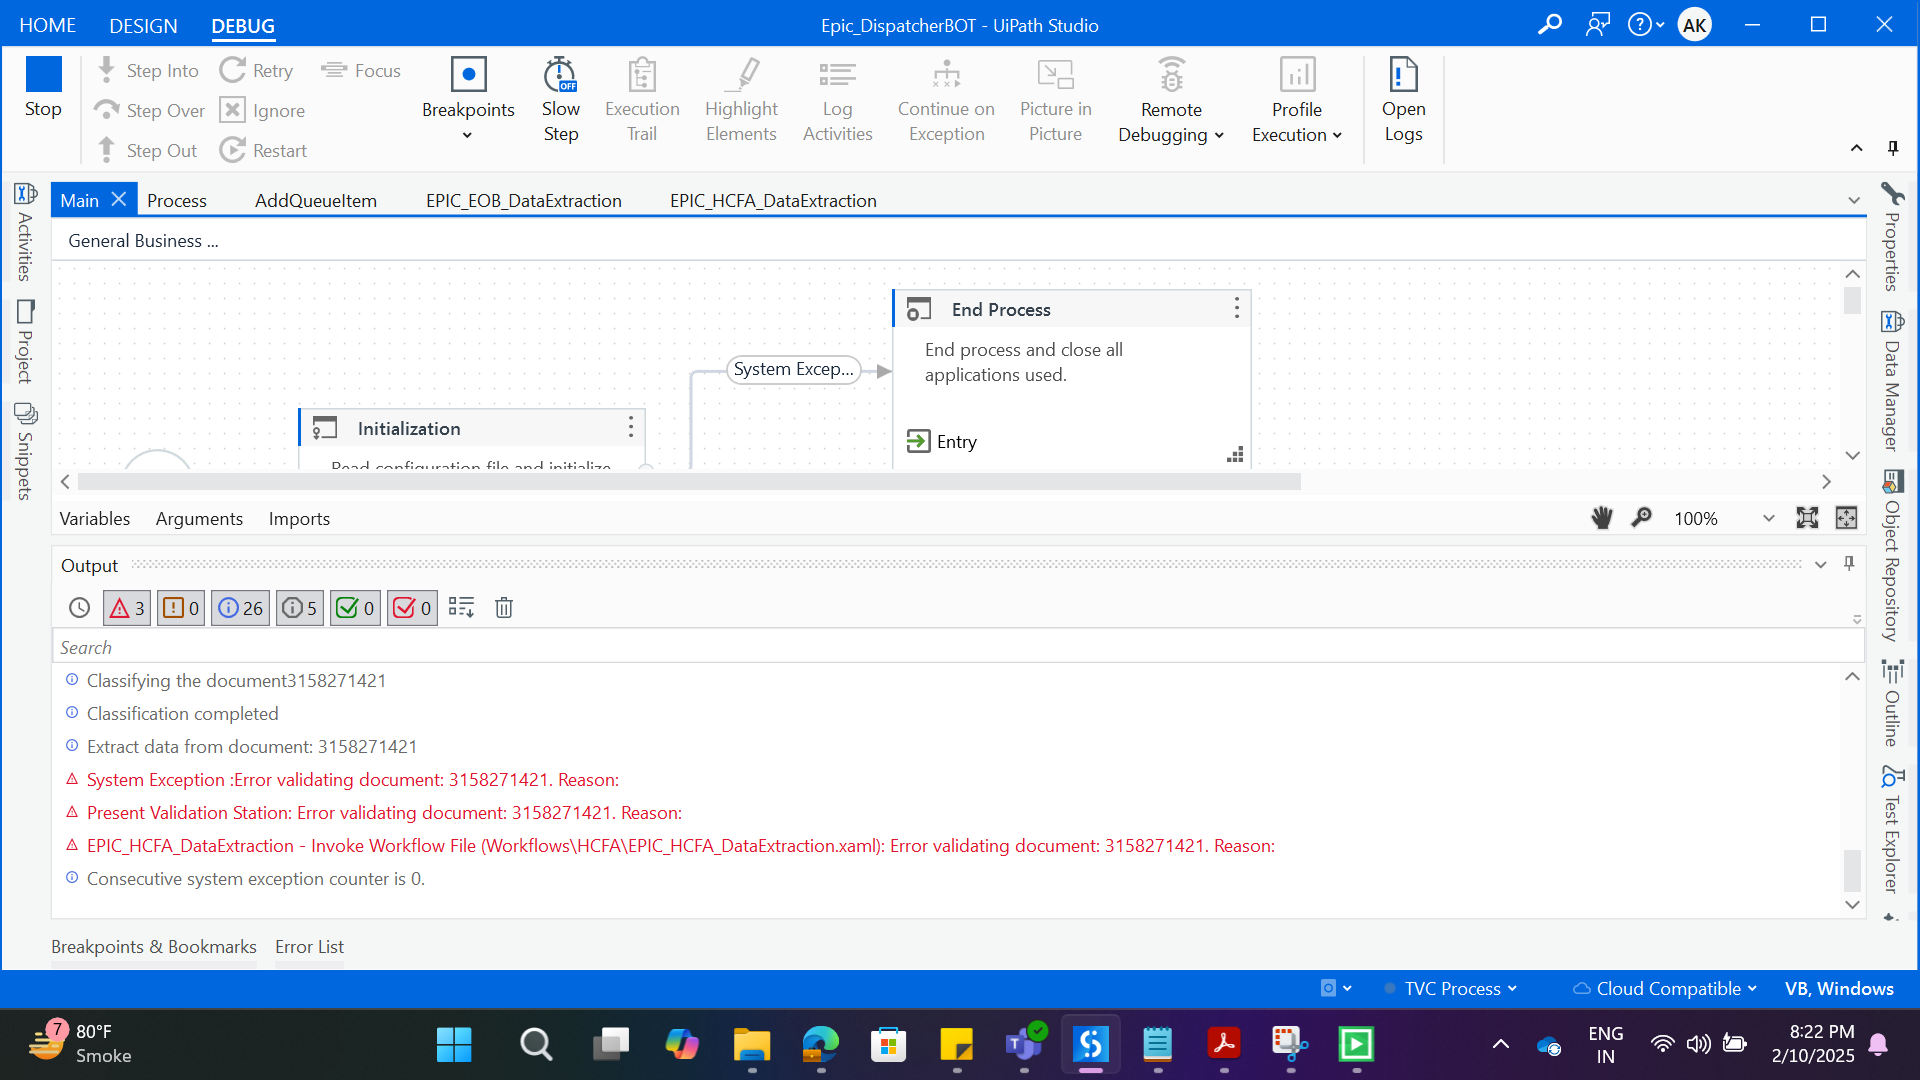 HOME DESIGN DEBUG Epic_DispatcherBOT - UiPath Studio AK
Stop
Step Into
Step Over
Step Out
Retry
Ignore
Restart
Focus
Breakpoints
Slow Step
OFF
Execution Trail
Highlight Elements
Log Activities
Continue on Exception
Picture in Picture
Remote Debugging
Profile Execution
Open Logs
Main Process AddQueueItem EPIC_EOB_DataExtraction EPIC_HCFA_DataExtraction
General Business ...
Activities
Project
Snippets
End Process
End process and close all
applications used.
System Excep...
Entry
Initialization
Read configuration file and initialize
Variables Arguments Imports 100%
Output
3 0 26 5 0 0
Search
Classifying the document3158271421
Classification completed
Extract data from document: 3158271421
System Exception :Error validating document: 3158271421. Reason:
Present Validation Station: Error validating document: 3158271421. Reason:
EPIC_HCFA_DataExtraction - Invoke Workflow File (Workflows\HCFA\EPIC_HCFA_DataExtraction.xaml): Error validating document: 3158271421. Reason:
Consecutive system exception counter is 0.
Breakpoints & Bookmarks Error List
Properties
Data Manager
Object Repository
Outline
Test Explorer
TVC Process Cloud Compatible VB, Windows
7
80°F
Smoke
ENG
IN
8:22 PM
2/10/2025